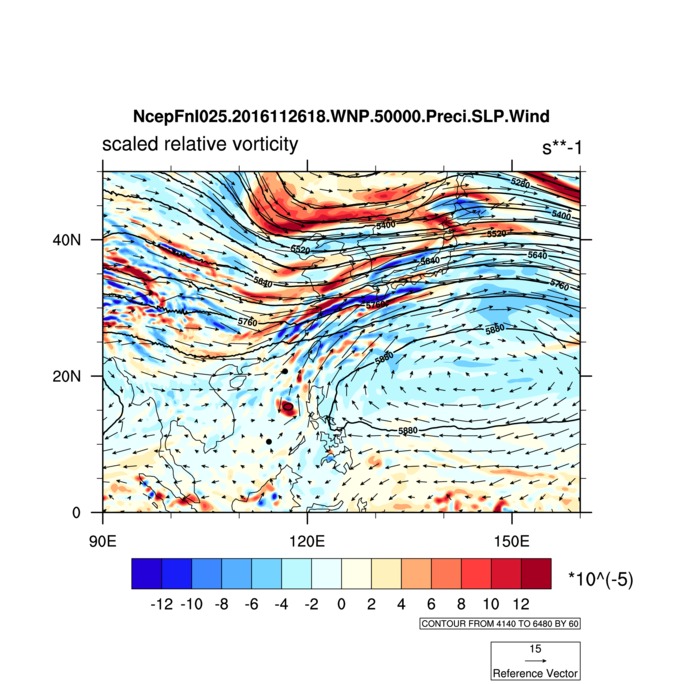 NcepFnl025.2016112618.WNP.50000.Preci.SLP.Wind
scaled relative vorticity
s**-1
5280
5400
5400
5520
5520
5640
5640
5640
5760
5760
5760
5880
5880
5880
40N
20N
0
90E
120E
150E
-12 -10 -8 -6 -4 -2 0 2 4 6 8 10 12
*10^(-5)
CONTOUR FROM 4140 TO 6480 BY 60
15
Reference Vector